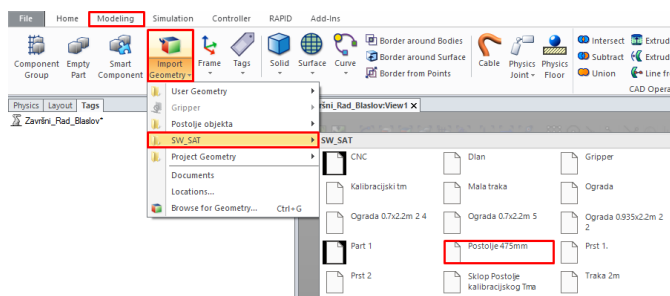 File Home Modeling Simulation Controller RAPID Add-Ins
Component Group
Empty Part
Smart Component
Import Geometry
Frame
Tags
Solid
Surface
Curve
Border around Bodies
Border around Surface
Border from Points
Cable
Physics Joint
Physics Floor
Intersect
Subtract
Union
Extrud
Extrud
Line fr
CAD Opera
Physics Layout Tags
Završni_Rad_Blaslov*
User Geometry
Gripper
Postolje objekta
SW_SAT
Project Geometry
Documents
Locations...
Browse for Geometry... Ctrl+G
šni_Rad_Blaslov:View1 X
SW_SAT
CNC
Dlan
Gripper
Kalibracijski tm
Mala traka
Ograda
Ograda 0.7x2.2m 2 4
Ograda 0.7x2.2m 5
Ograda 0.935x2.2m 2
2
Part 1
Postolje 475mm
Prst 1.
Prst 2
Sklop Postolje
kalibracijskog Tma
Traka 2m